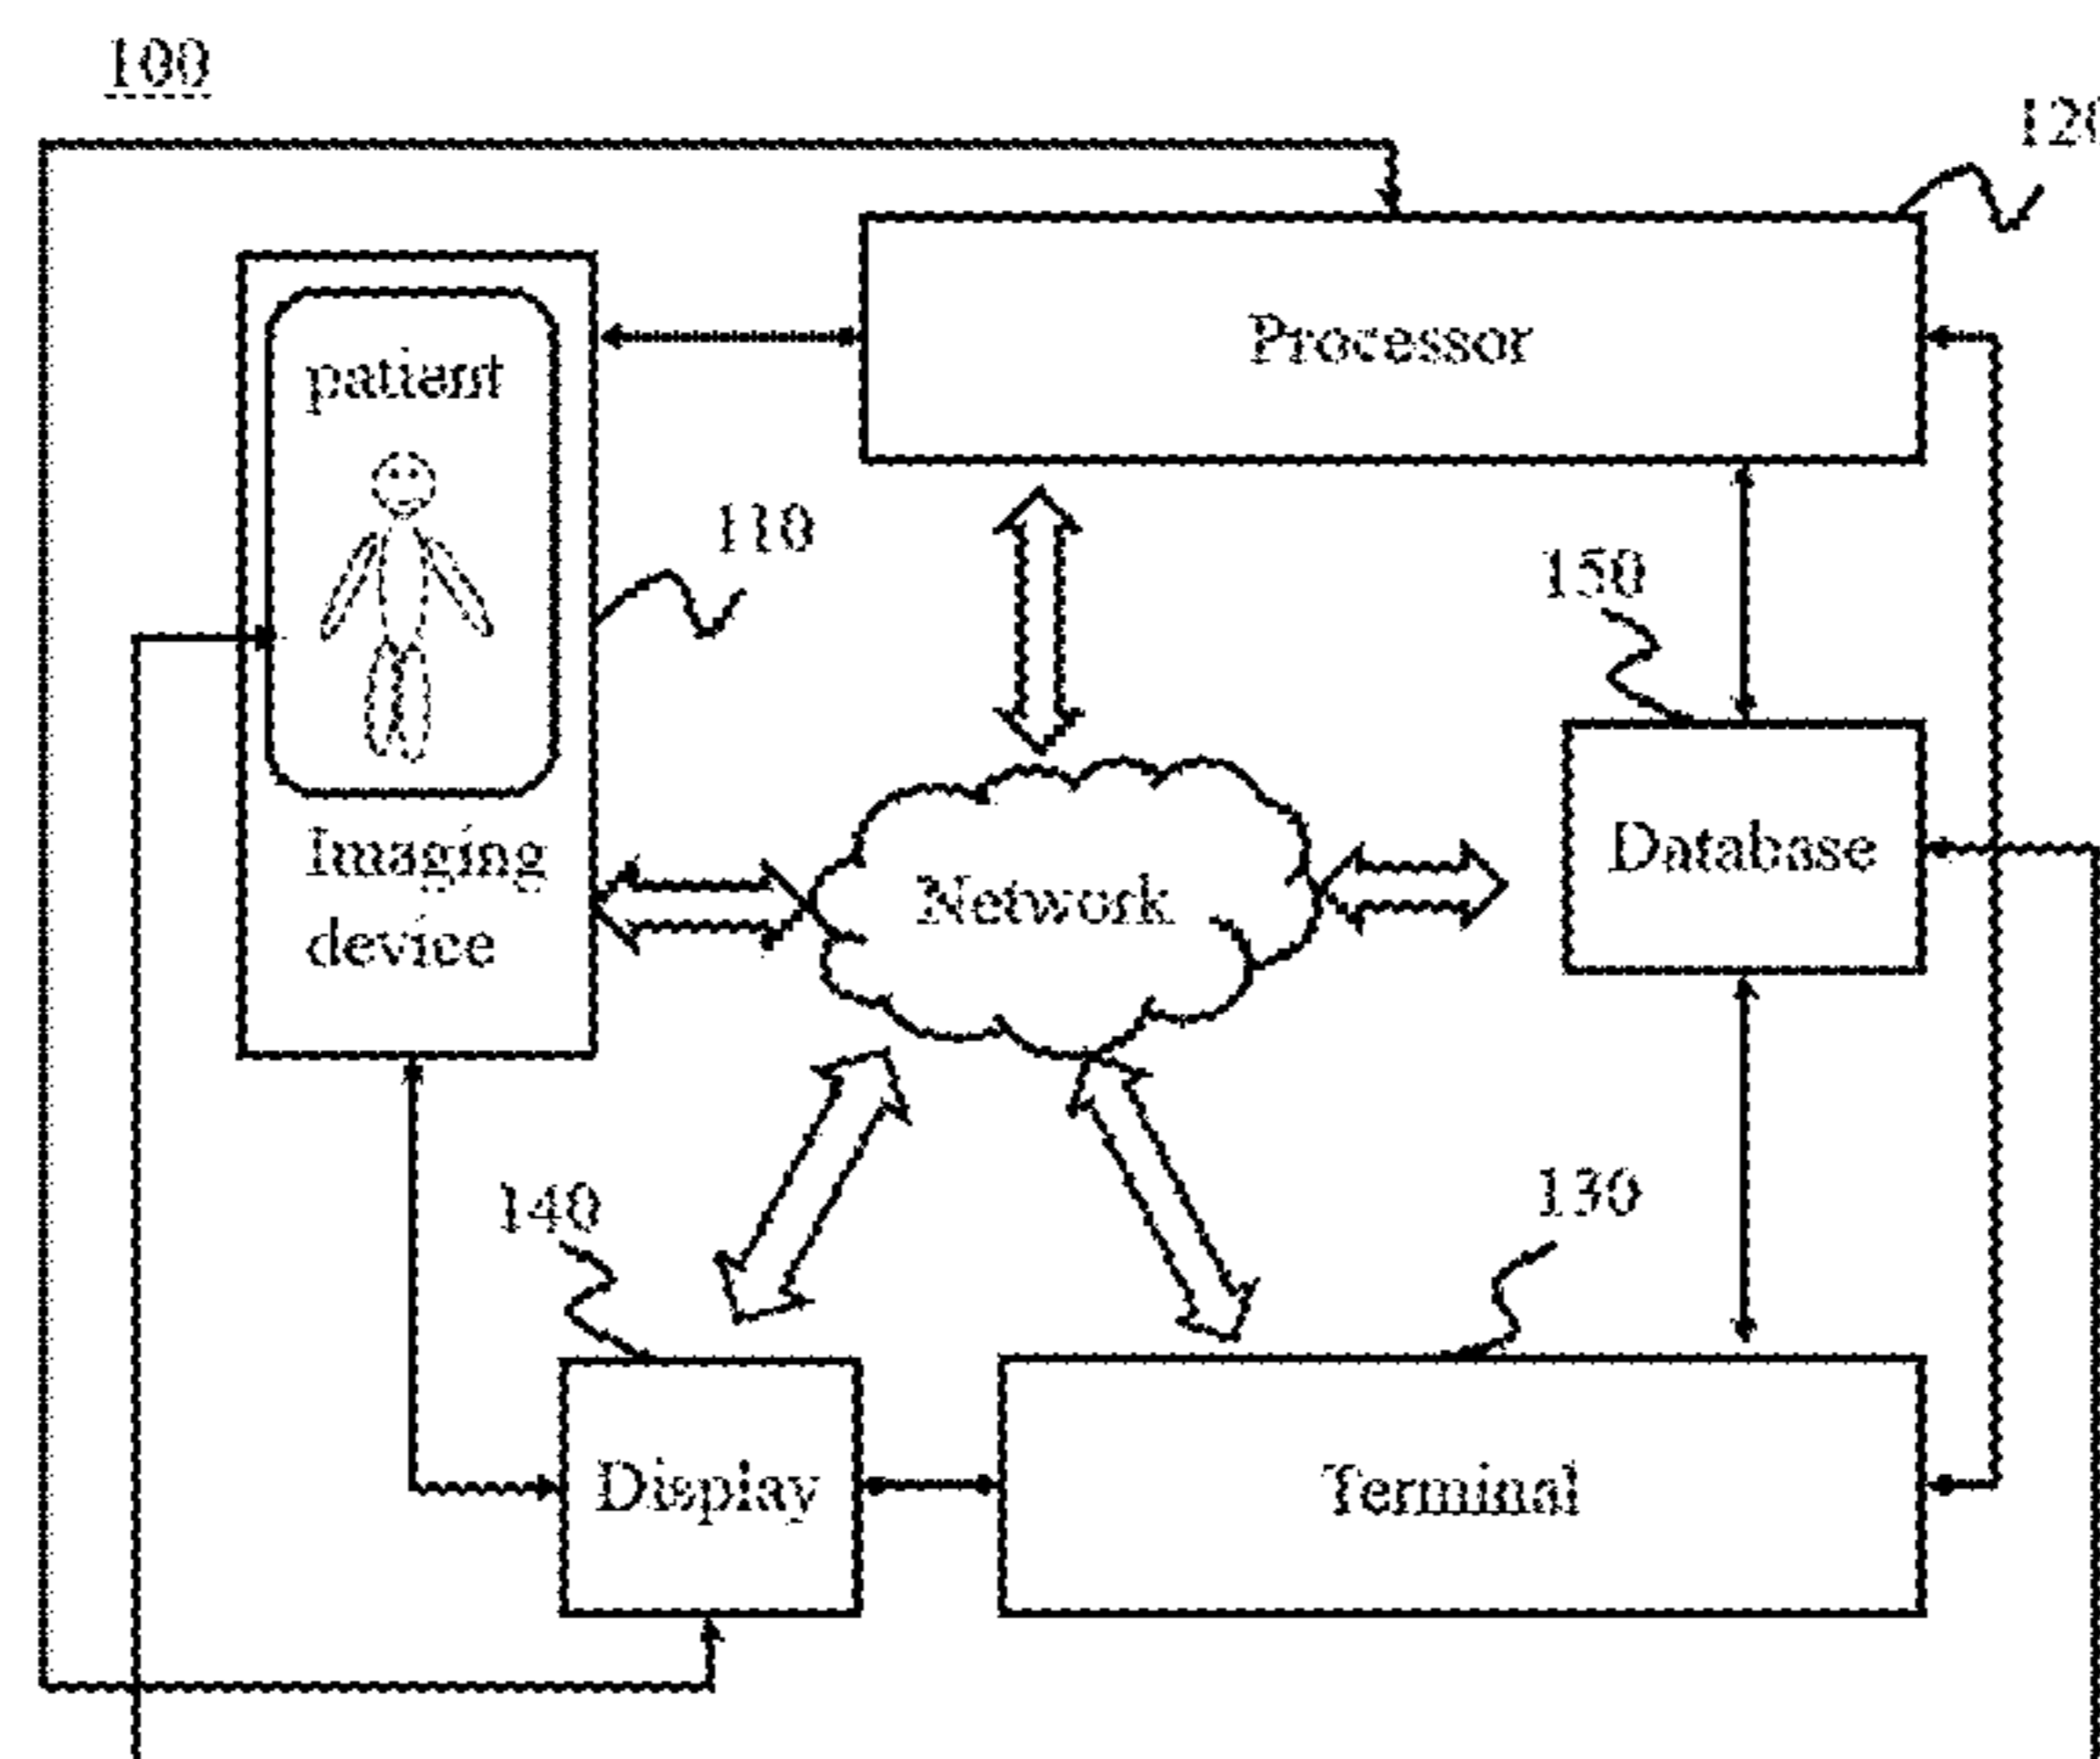 100
120
Processor
patient
110
150
Imaging
device
Network
Database
140
130
Display
Terminal